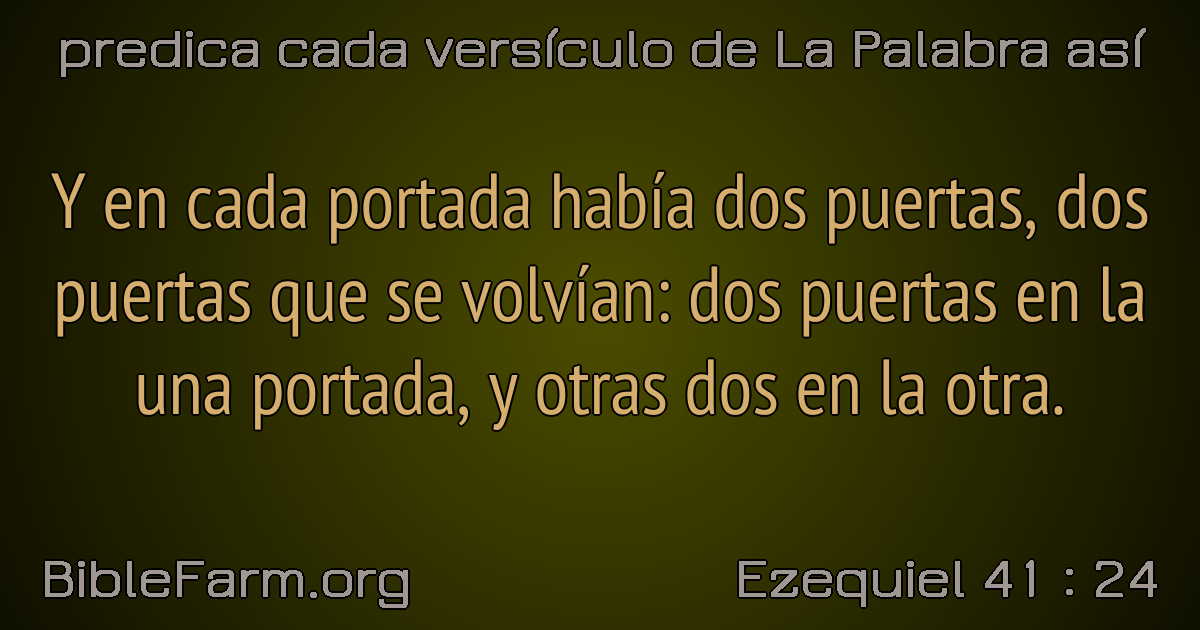 predica cada versículo de La Palabra así
Y en cada portada había dos puertas, dos
puertas que se volvían: dos puertas en la
una portada, y otras dos en la otra.
BibleFarm.org
Ezequiel 41 : 24